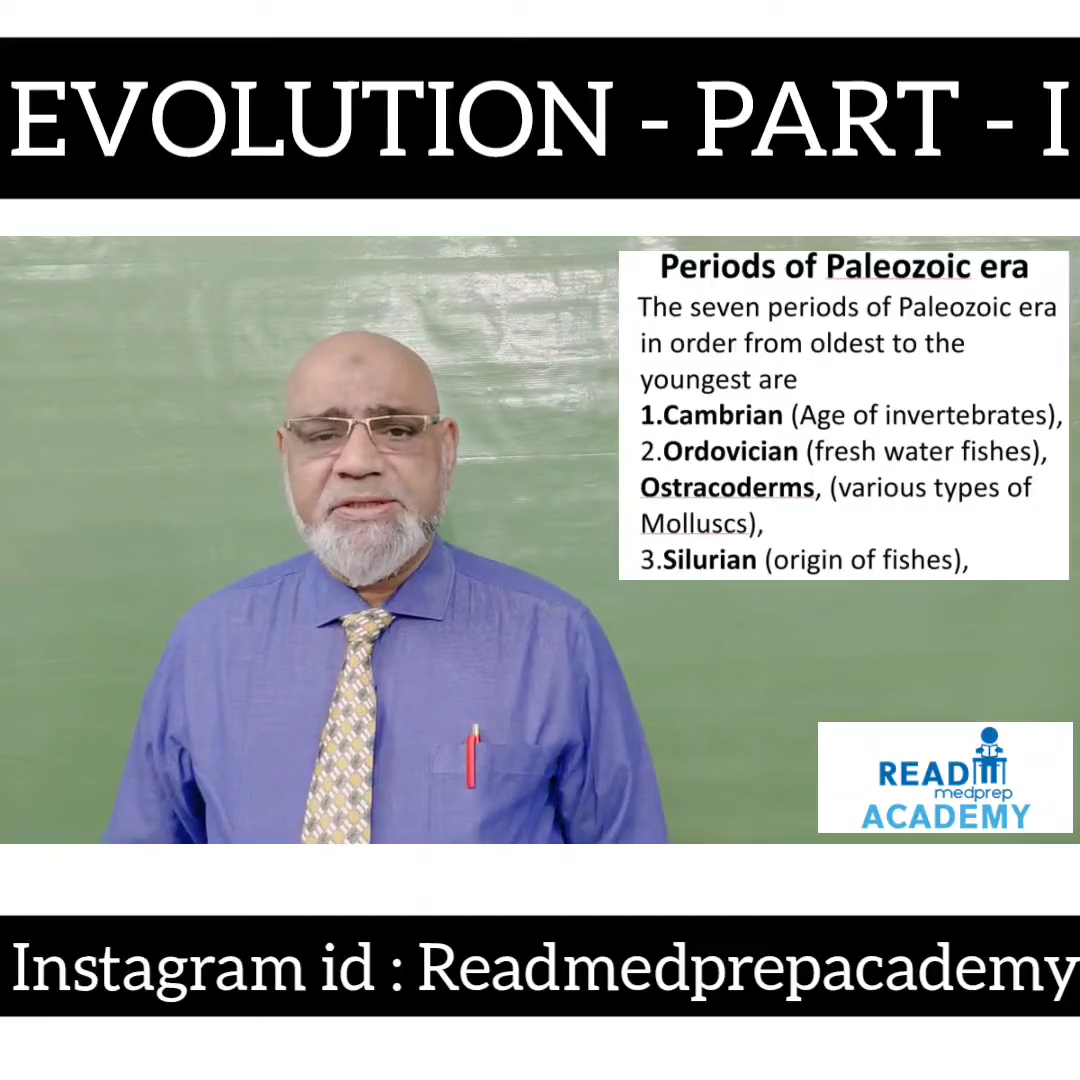 EVOLUTION - PART - I
Periods of Paleozoic era
The seven periods of Paleozoic era
in order from oldest to the
youngest are
1.Cambrian (Age of invertebrates),
2.Ordovician (fresh water fishes),
Ostracoderms, (various types of
Molluscs),
3.Silurian (origin of fishes),
READ
medprep
ACADEMY
Instagram id : Readmedprepacademy